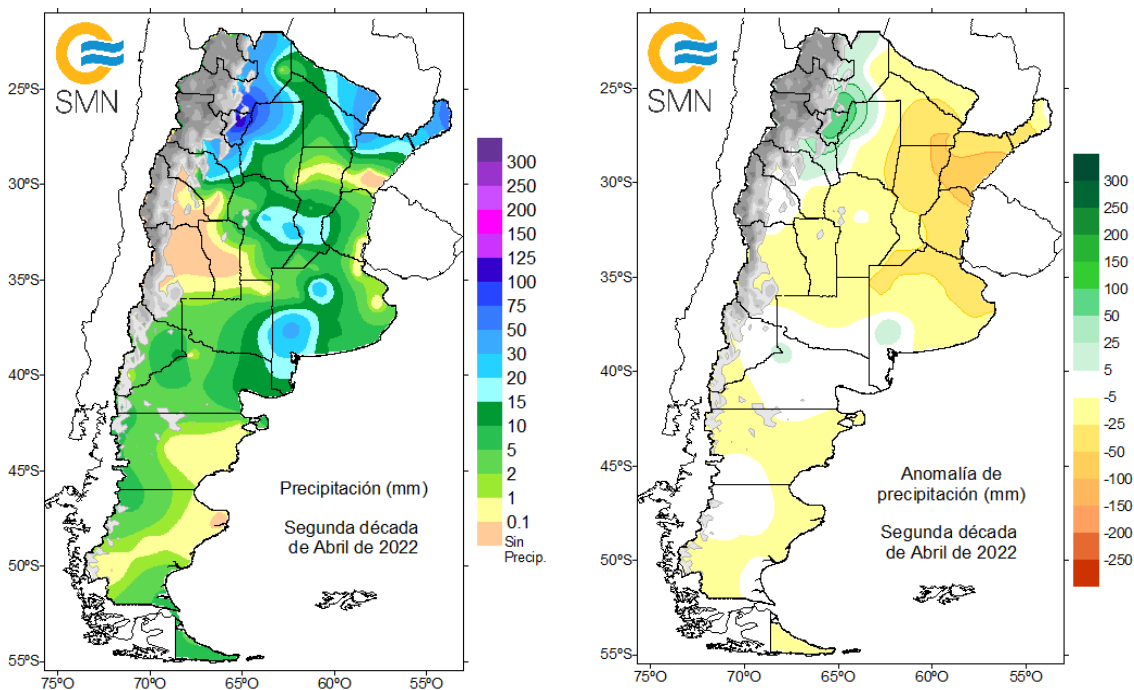 SMN
25ºS
30ºS
35ºS
40ºS
45ºS
50ºS
55ºS
75ºO
70ºO
65ºO
60ºO
55ºO
300
250
200
150
125
100
75
50
30
20
15
10
5
2
1
0.1
Sin
Precip.
Precipitación (mm)
Segunda década
de Abril de 2022
SMN
25ºS
30ºS
35ºS
40ºS
45ºS
50ºS
55ºS
75ºO
70ºO
65ºO
60ºO
55ºO
300
250
200
150
100
50
25
5
-5
-25
-50
-100
-150
-200
-250
Anomalía de
precipitación (mm)
Segunda década
de Abril de 2022